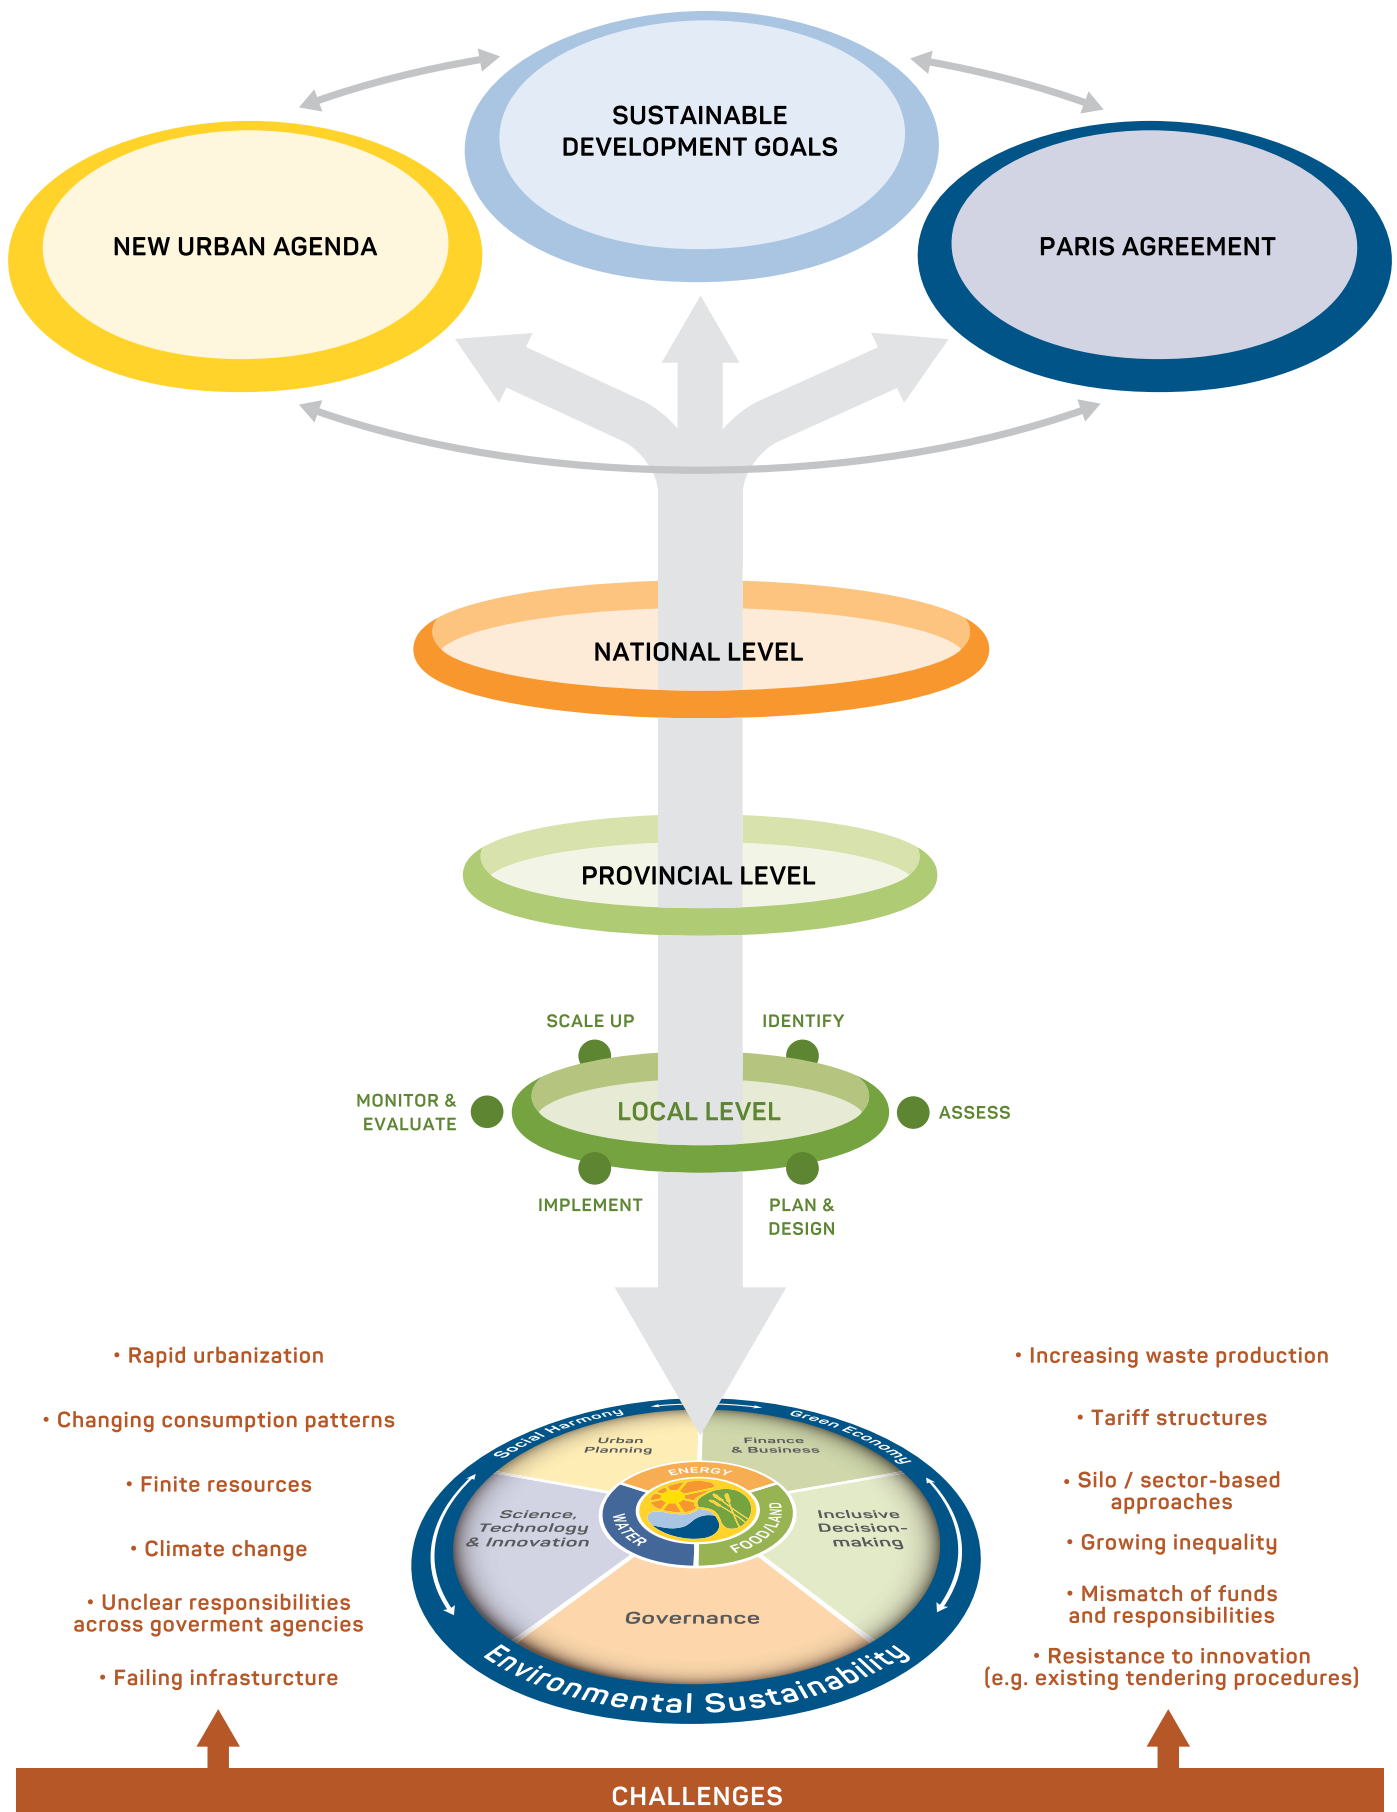 SUSTAINABLE
DEVELOPMENT GOALS
NEW URBAN AGENDA
PARIS AGREEMENT
NATIONAL LEVEL
PROVINCIAL LEVEL
SCALE UP
IDENTIFY
MONITOR &
EVALUATE
LOCAL LEVEL
ASSESS
IMPLEMENT
PLAN &
DESIGN
• Rapid urbanization
• Changing consumption patterns
• Finite resources
• Climate change
• Unclear responsibilities
across goverment agencies
• Failing infrasturcture
Social Harmony
Green Economy
Urban
Planning
Finance
& Business
ENERGY
Science,
Technology
& Innovation
WATER
FOOD/LAND
Inclusive
Decision-
making
Governance
Environmental Sustainability
• Increasing waste production
• Tariff structures
• Silo / sector-based
approaches
• Growing inequality
• Mismatch of funds
and responsibilities
• Resistance to innovation
(e.g. existing tendering procedures)
CHALLENGES